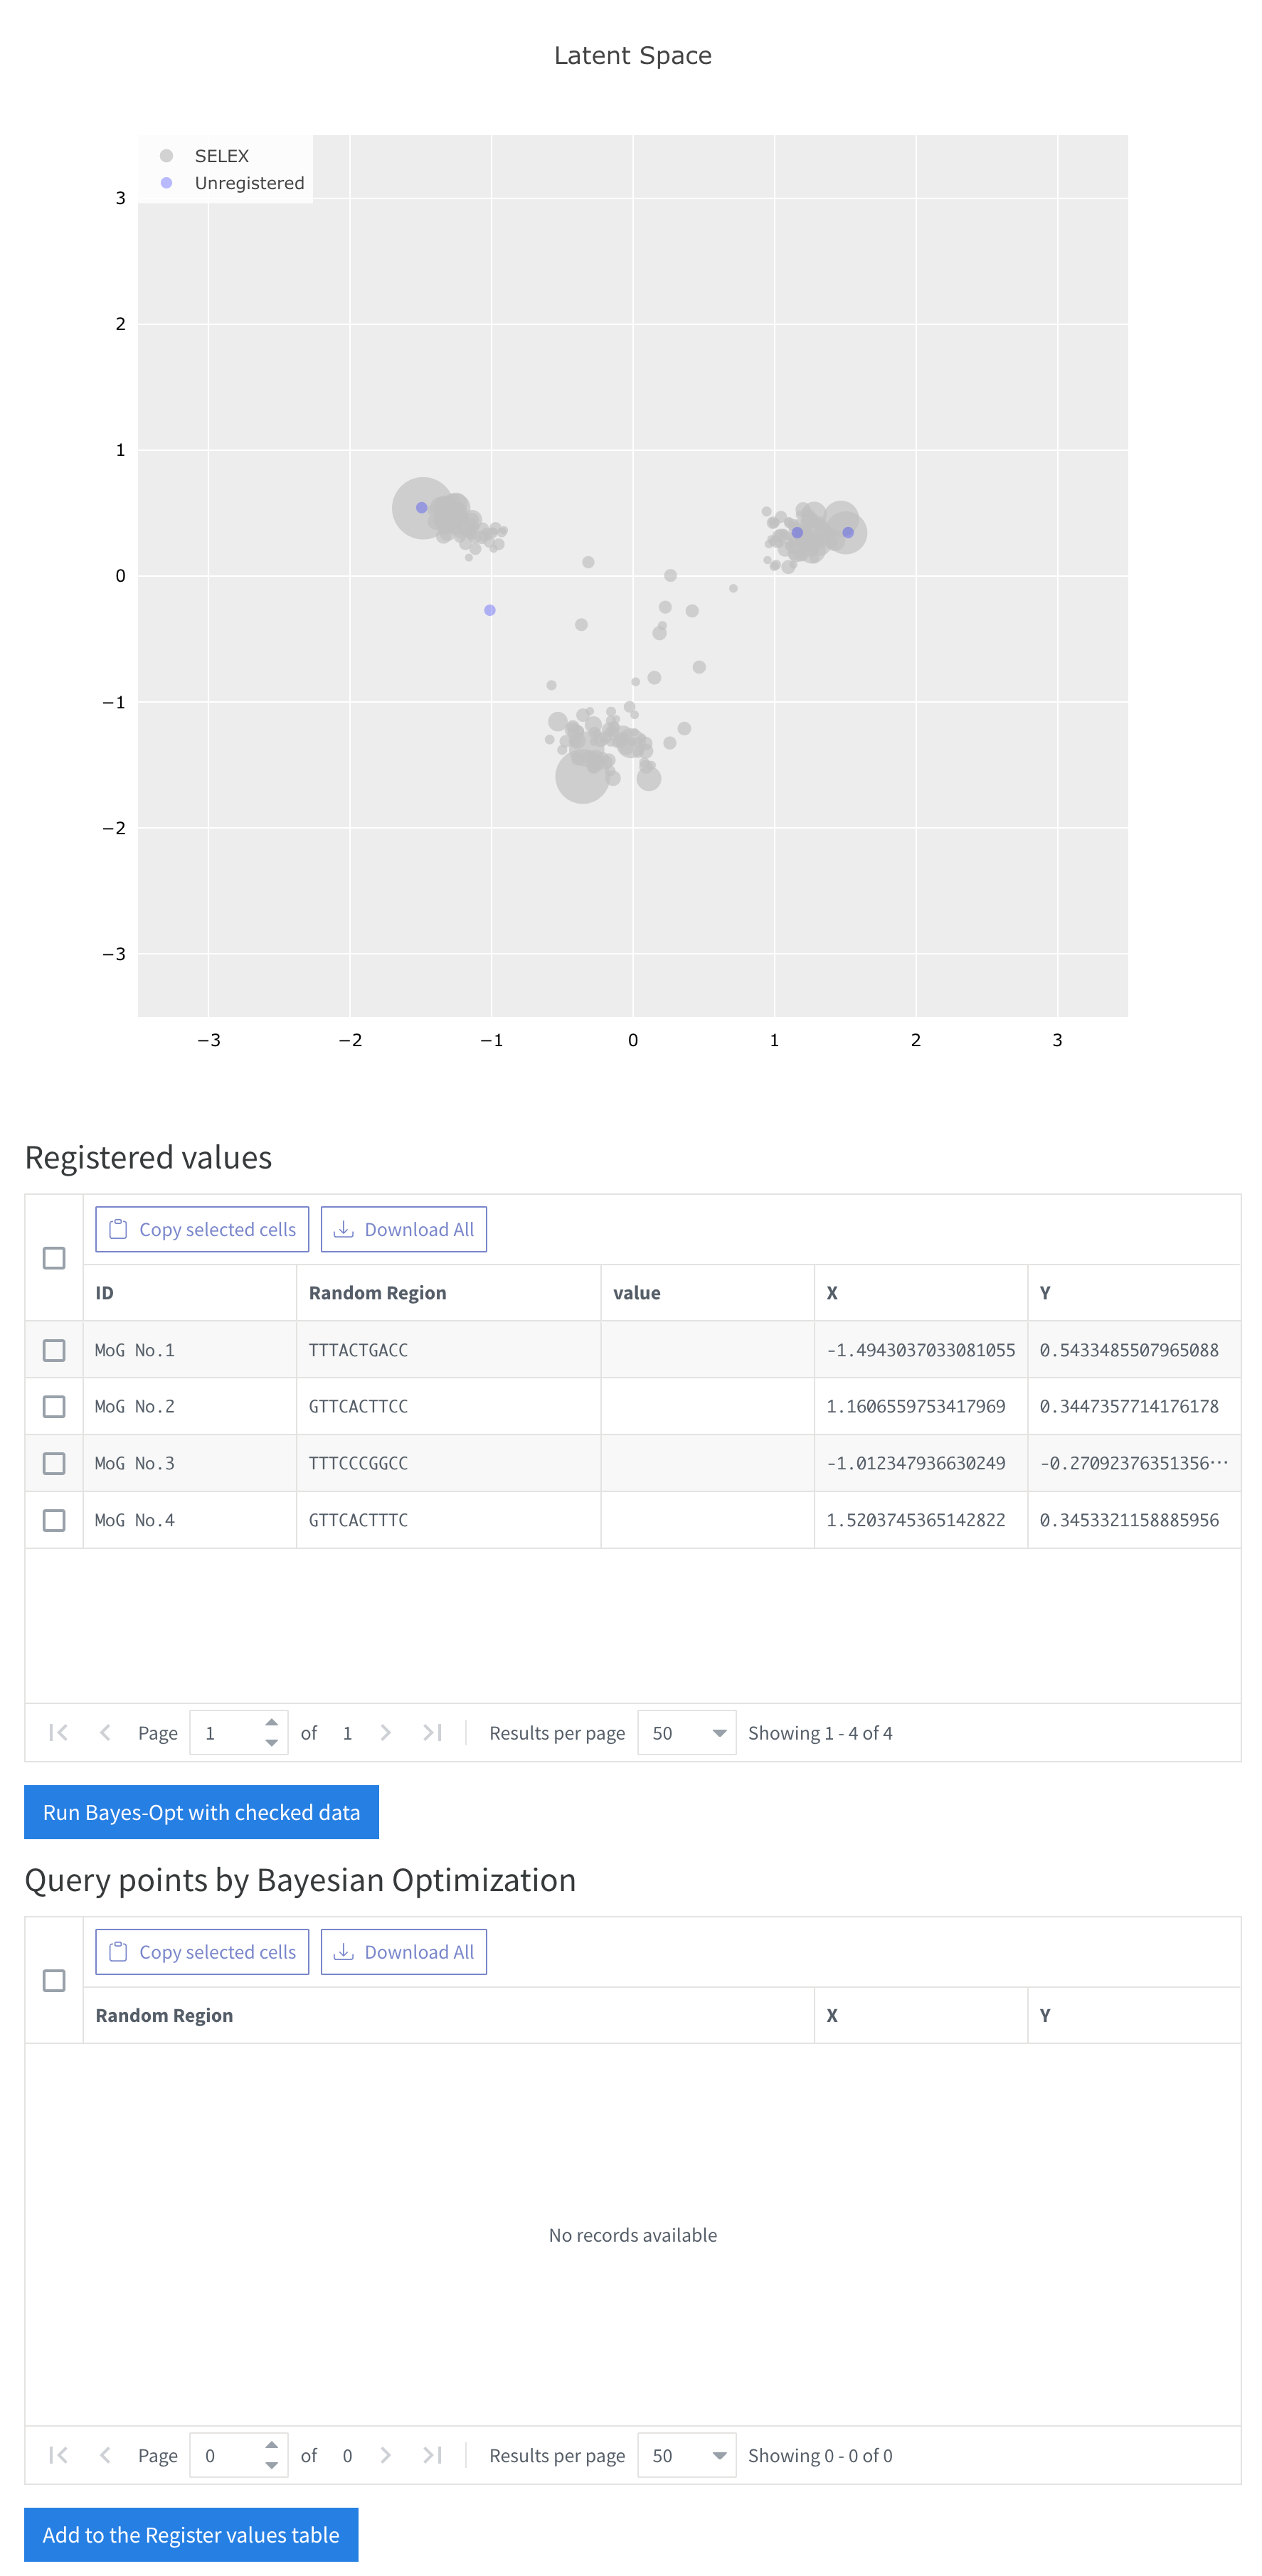 Latent Space
SELEX
Unregistered
3
2
1
0
−1
−2
−3
−3 −2 −1 0 1 2 3
Registered values
Copy selected cells Download All
ID Random Region value X Y
MoG No.1 TTTACTGACC -1.4943037033081055 0.5433485507965088
MoG No.2 GTTCACTTCC 1.1606559753417969 0.3447357714176178
MoG No.3 TTTCCCGGCC -1.012347936630249 -0.27092376351356…
MoG No.4 GTTCACTTTC 1.5203745365142822 0.3453321158885956
Page 1 of 1 Results per page 50 Showing 1 - 4 of 4
Run Bayes-Opt with checked data
Query points by Bayesian Optimization
Copy selected cells Download All
Random Region X Y
No records available
Page 0 of 0 Results per page 50 Showing 0 - 0 of 0
Add to the Register values table